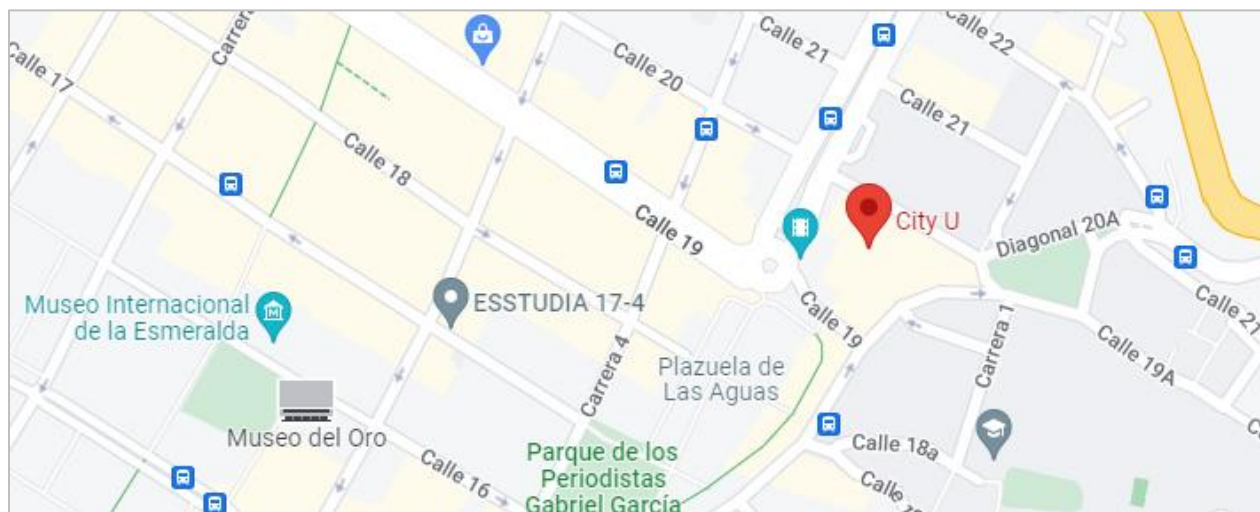 Carrera
Calle 21
Calle 22
Calle 17
Calle 20
Calle 21
Calle 18
Calle 19
City U
Diagonal 20A
Museo Internacional
de la Esmeralda
ESSTUDIA 17-4
Calle 19
Carrera 1
Calle 21
Carrera 4
Plazuela de
Las Aguas
Calle 19A
Museo del Oro
Calle 16
Parque de los
Periodistas
Gabriel García
Calle 18a
Calle